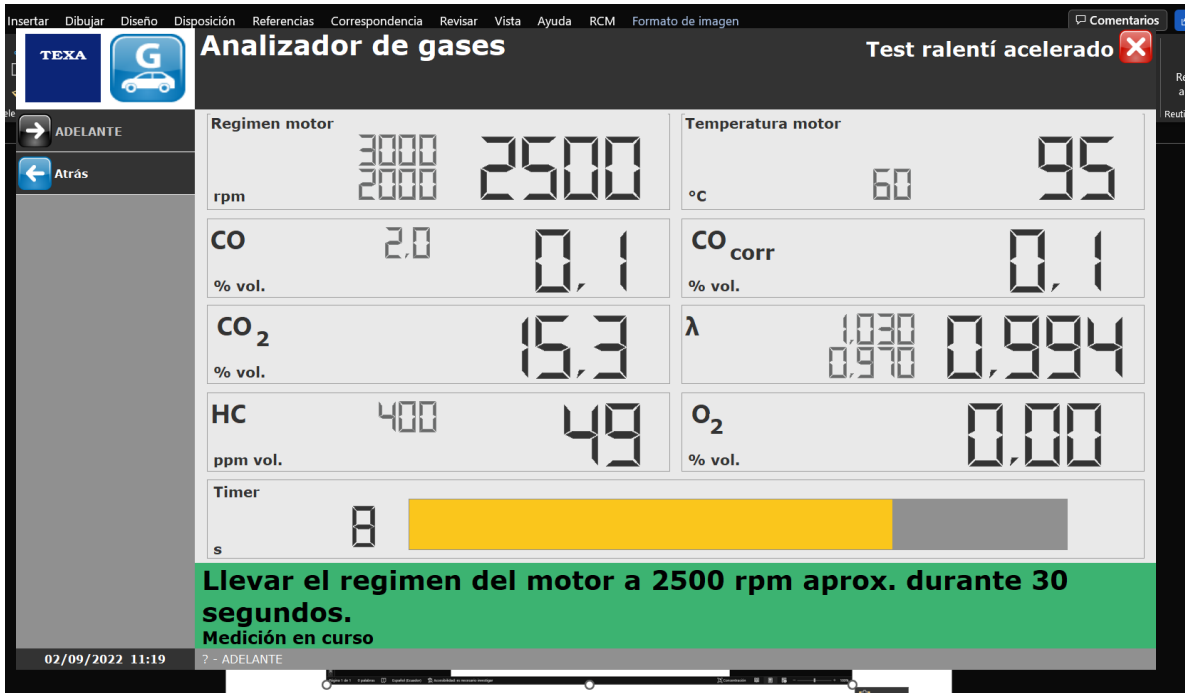 Insertar Dibujar Diseño Disposición Referencias Correspondencia Revisar Vista Ayuda RCM Formato de imagen Comentarios
TEXA G Analizador de gases Test ralentí acelerado
ADELANTE
Atrás
Regimen motor
3000
2000
2500
rpm
Temperatura motor
60
95
°C
CO
2,0
0,1
% vol.
CO corr
0,1
% vol.
CO2
15,3
% vol.
λ
1,030
0,970
0,994
HC
400
49
ppm vol.
O2
0,00
% vol.
Timer
8
s
Llevar el regimen del motor a 2500 rpm aprox. durante 30
segundos.
Medición en curso
02/09/2022 11:19 ? - ADELANTE